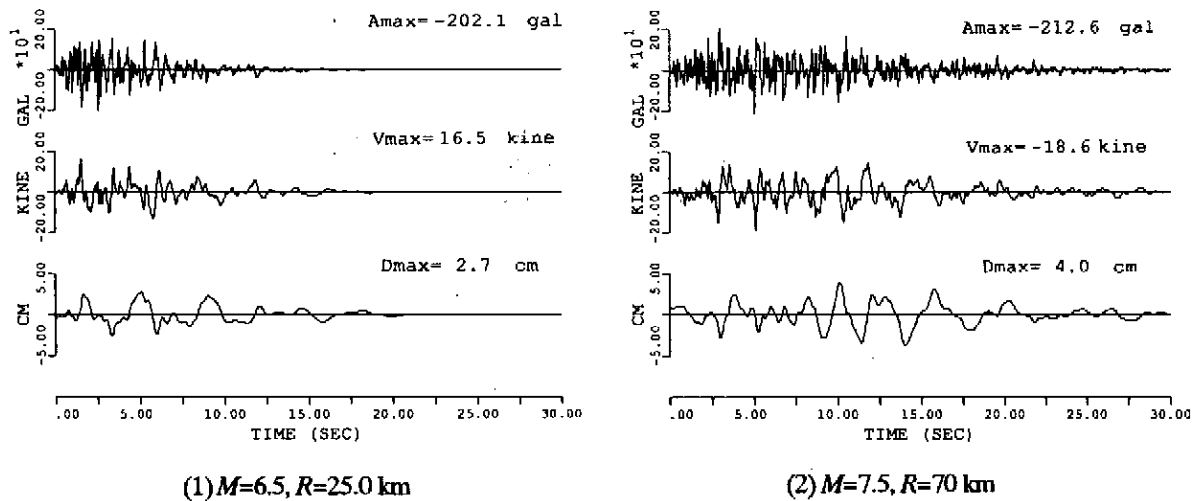 Amax= -202.1 gal
GAL *10¹
20.00
-20.00
Vmax= 16.5 kine
KINE
20.00
-20.00
Dmax= 2.7 cm
CM
5.00
-5.00
.00 5.00 10.00 15.00 20.00 25.00 30.00
TIME (SEC)
(1) M=6.5, R=25.0 km
Amax= -212.6 gal
GAL *10¹
20.00
-20.00
Vmax= -18.6 kine
KINE
20.00
-20.00
Dmax= 4.0 cm
CM
5.00
-5.00
.00 5.00 10.00 15.00 20.00 25.00 30.00
TIME (SEC)
(2) M=7.5, R=70 km